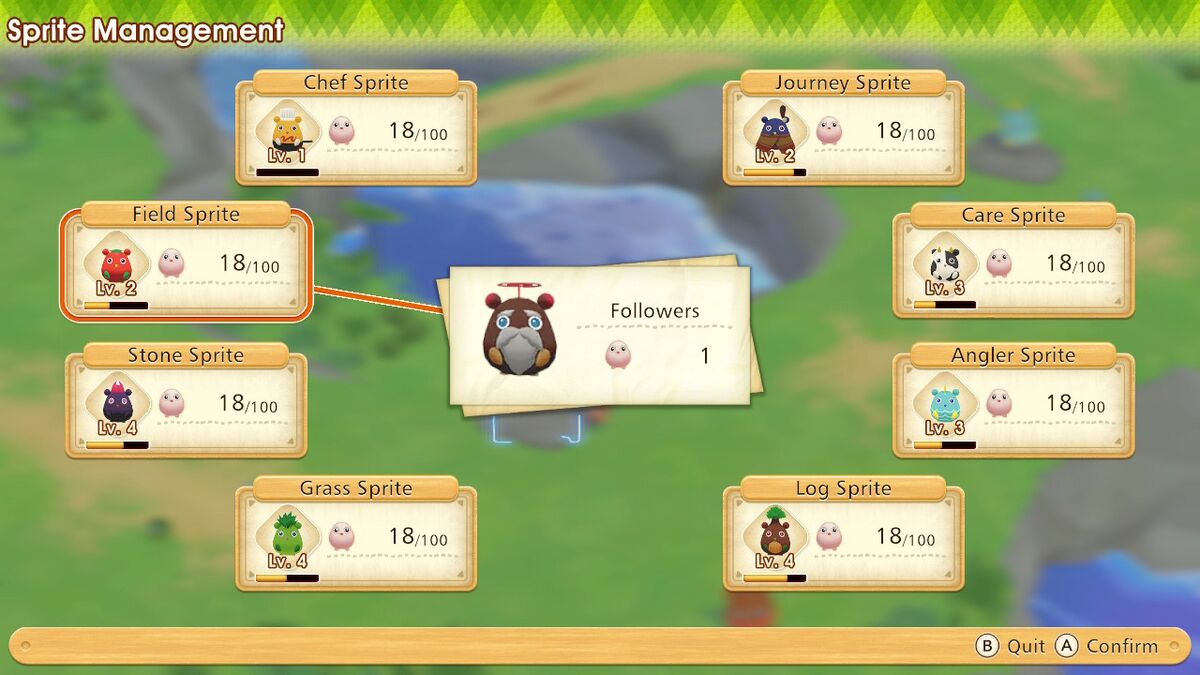 Sprite Management
Chef Sprite
Lv. 1
18/100
Journey Sprite
Lv. 2
18/100
Field Sprite
Lv. 2
18/100
Care Sprite
Lv. 3
18/100
Followers
1
Stone Sprite
Lv. 4
18/100
Angler Sprite
Lv. 3
18/100
Grass Sprite
Lv. 4
18/100
Log Sprite
Lv. 4
18/100
B Quit A Confirm